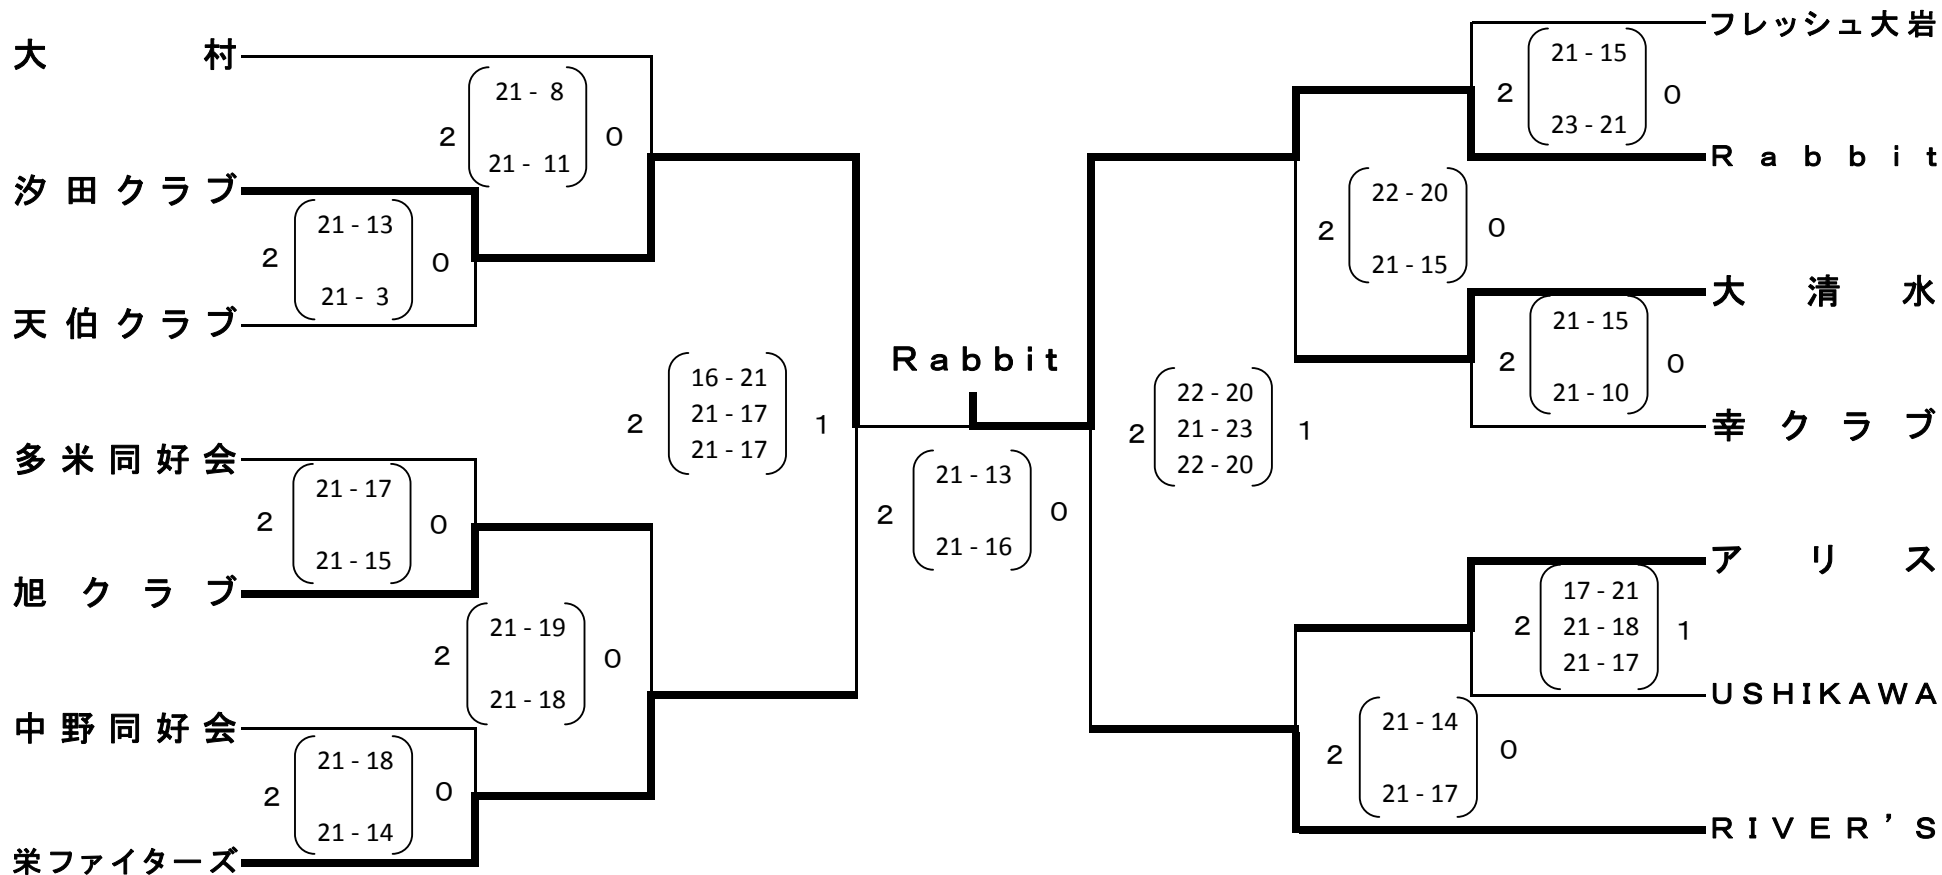 大村
21 - 8
2 0
21 - 11
汐田クラブ
21 - 13
2 0
21 - 3
天伯クラブ
多米同好会
21 - 17
2 0
21 - 15
旭クラブ
21 - 19
2 0
21 - 18
中野同好会
21 - 18
2 0
21 - 14
栄ファイターズ
16 - 21
2 21 - 17 1
21 - 17
Rabbit
21 - 13
2 0
21 - 16
22 - 20
2 21 - 23 1
22 - 20
フレッシュ大岩
21 - 15
2 0
23 - 21
Rabbit
22 - 20
2 0
21 - 15
大清水
21 - 15
2 0
21 - 10
幸クラブ
アリス
17 - 21
2 21 - 18 1
21 - 17
USHIKAWA
21 - 14
2 0
21 - 17
RIVER'S